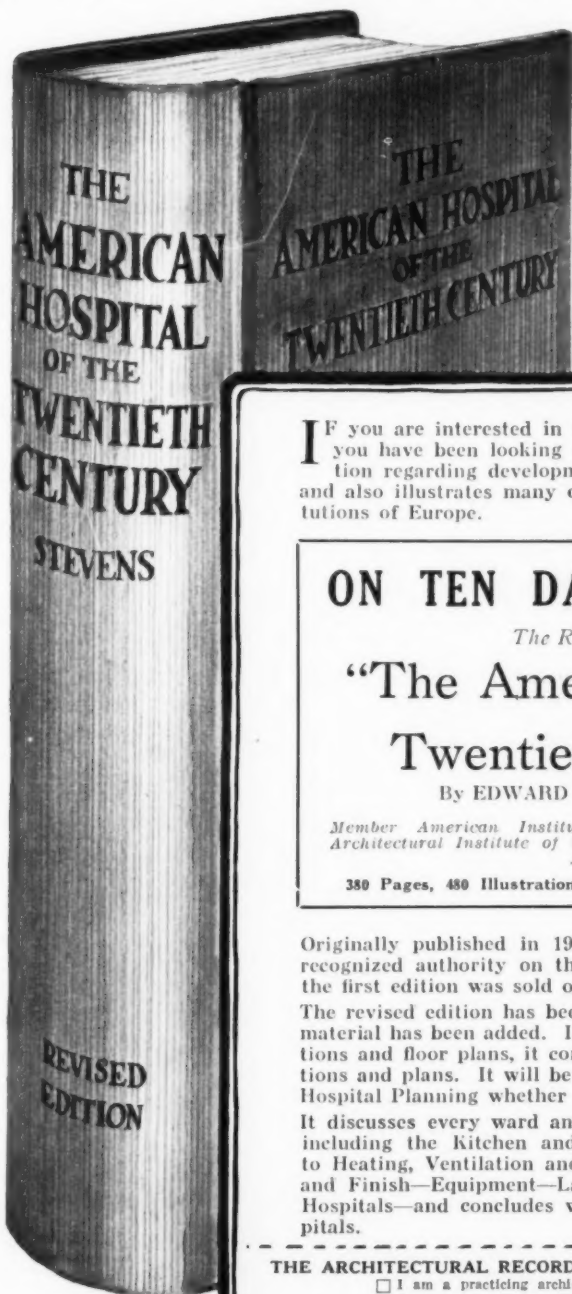 THE
AMERICAN
HOSPITAL
OF THE
TWENTIETH
CENTURY
STEVENS
REVISED
EDITION
THE
AMERICAN HOSPITAL
OF THE
TWENTIETH CENTURY
IF you are interested in
you have been looking
tion regarding developm
and also illustrates many o
tutions of Europe.
ON TEN DA
The R
"The Ame
Twentie
By EDWARD
Member American Institu
Architectural Institute of
380 Pages, 480 Illustration
Originally published in 19
recognized authority on th
the first edition was sold o
The revised edition has bee
material has been added. I
tions and floor plans, it con
tions and plans. It will be
Hospital Planning whether
It discusses every ward an
including the Kitchen and
to Heating, Ventilation and
and Finish—Equipment—La
Hospitals—and concludes w
pitals.
THE ARCHITECTURAL RECORD
I am a practicing archi